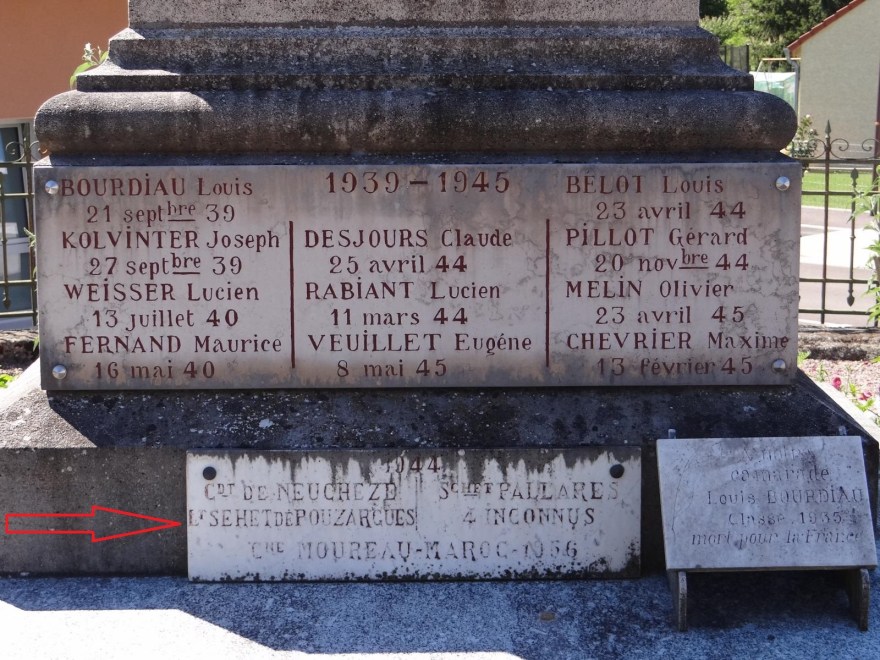 BOURDIAU Louis
21 septbre 39
KOLVINTER Joseph
27 septbre 39
WEISSER Lucien
13 juillet 40
FERNAND Maurice
16 mai 40
1939 - 1945
DESJOURS Claude
25 avril 44
RABIANT Lucien
11 mars 44
VEUILLET Eugéne
8 mai 45
BELOT Louis
23 avril 44
PILLOT Gérard
20 novbre 44
MELIN Olivier
23 avril 45
CHEVRIER Maxime
13 février 45
1944
CDT DE NEUCHEZE
LT SEHET DE POUZARGUES
SCHEF PALLARES
4 INCONNUS
CNE MOUREAU-MAROC-1956
camarade
Louis BOURDIAU
Classe 1935
mort pour la France